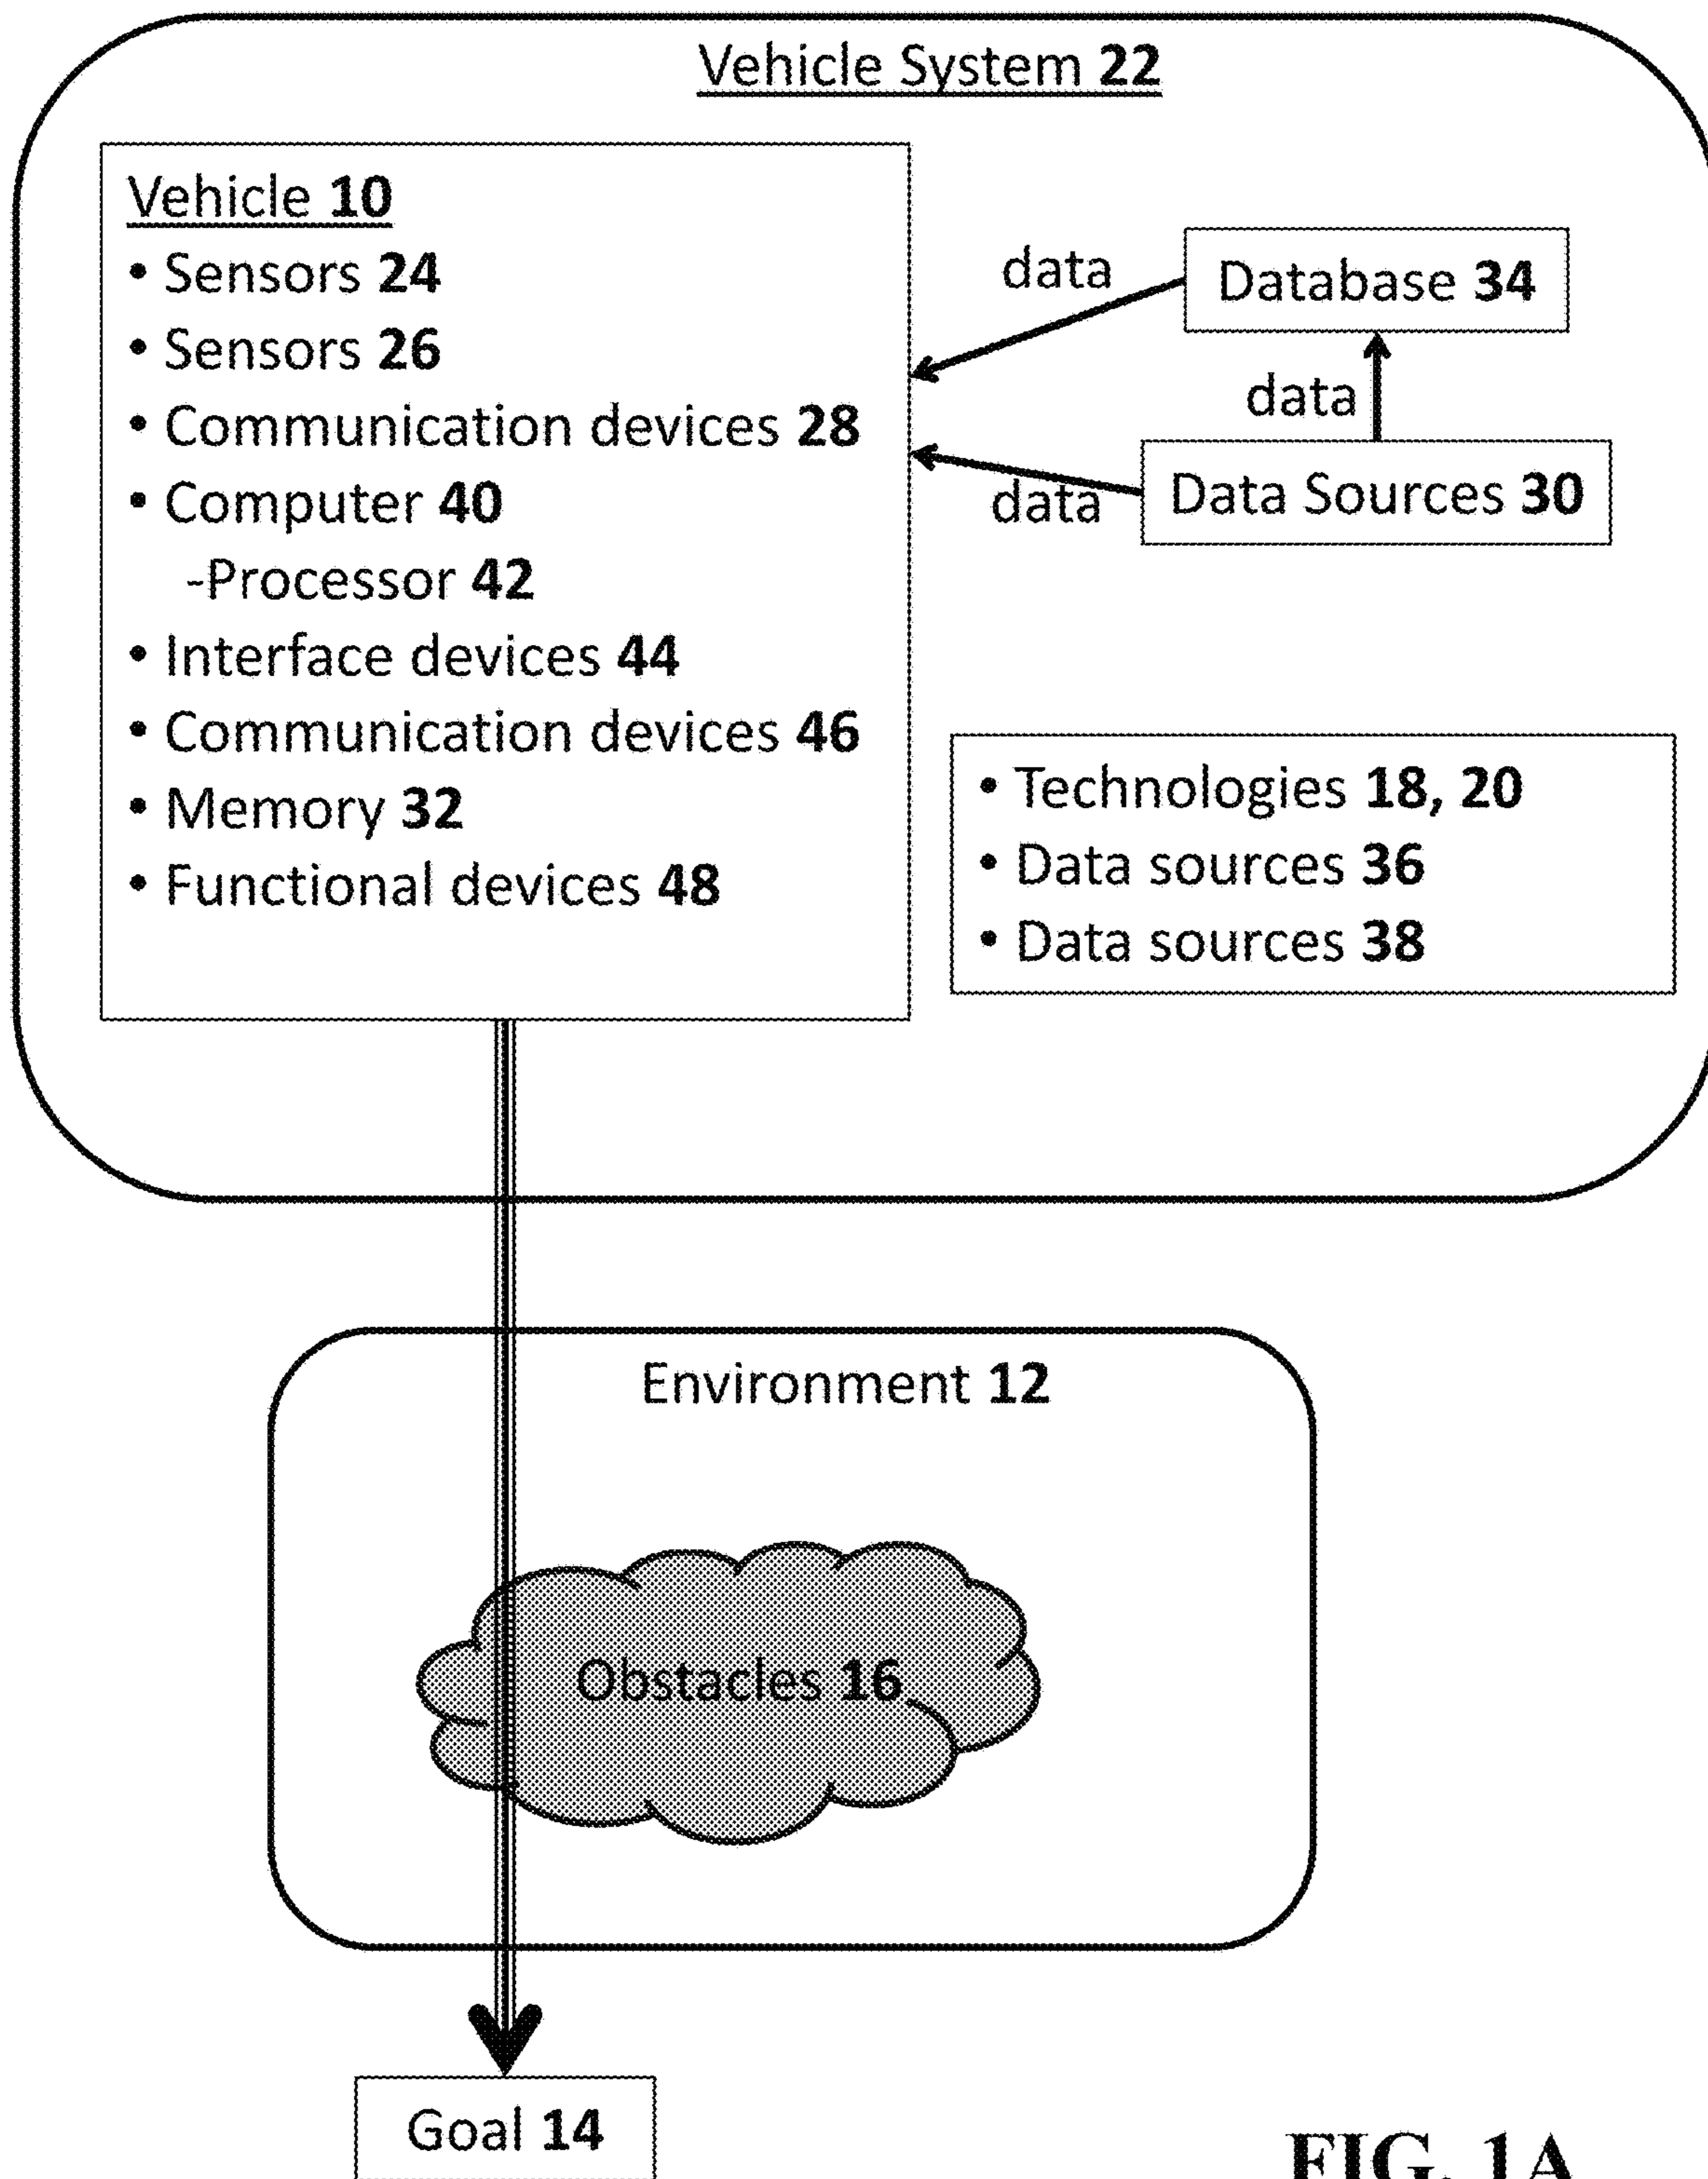 Vehicle System 22
Vehicle 10
• Sensors 24
• Sensors 26
• Communication devices 28
• Computer 40
-Processor 42
• Interface devices 44
• Communication devices 46
• Memory 32
• Functional devices 48
data
Database 34
data
data
Data Sources 30
• Technologies 18, 20
• Data sources 36
• Data sources 38
Environment 12
Obstacles 16
Goal 14
FIG. 1A